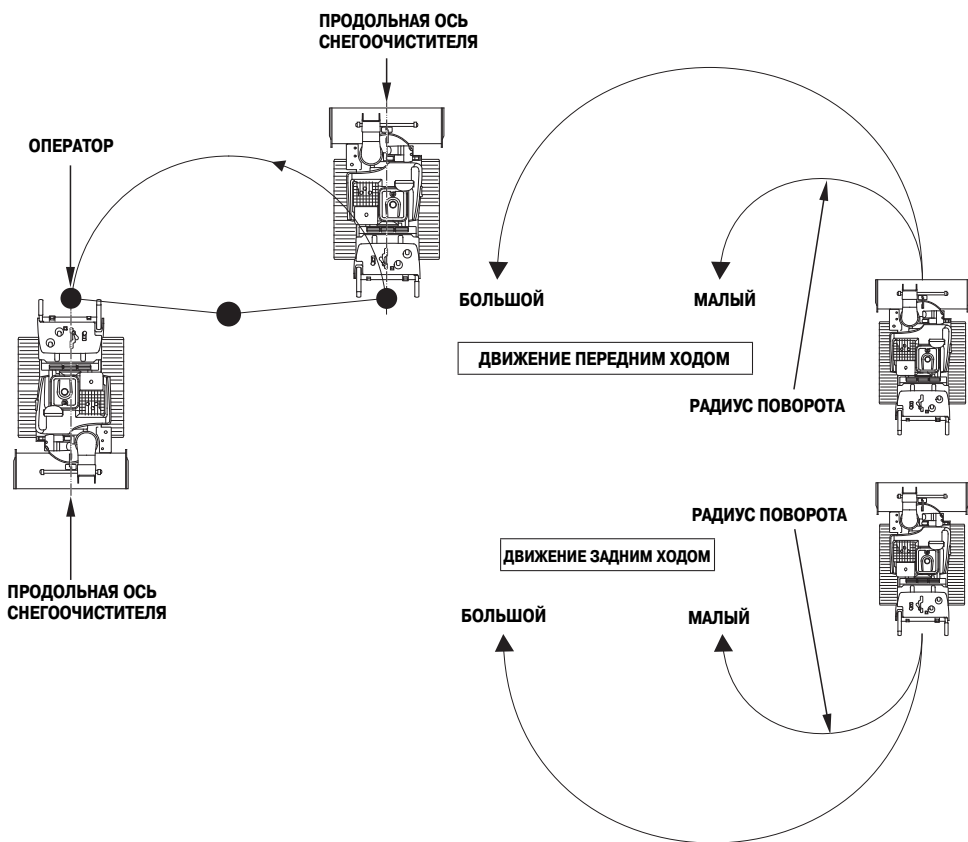 ПРОДОЛЬНАЯ ОСЬ
СНЕГООЧИСТИТЕЛЯ
ОПЕРАТОР
ПРОДОЛЬНАЯ ОСЬ
СНЕГООЧИСТИТЕЛЯ
БОЛЬШОЙ
МАЛЫЙ
ДВИЖЕНИЕ ПЕРЕДНИМ ХОДОМ
РАДИУС ПОВОРОТА
РАДИУС ПОВОРОТА
ДВИЖЕНИЕ ЗАДНИМ ХОДОМ
БОЛЬШОЙ
МАЛЫЙ